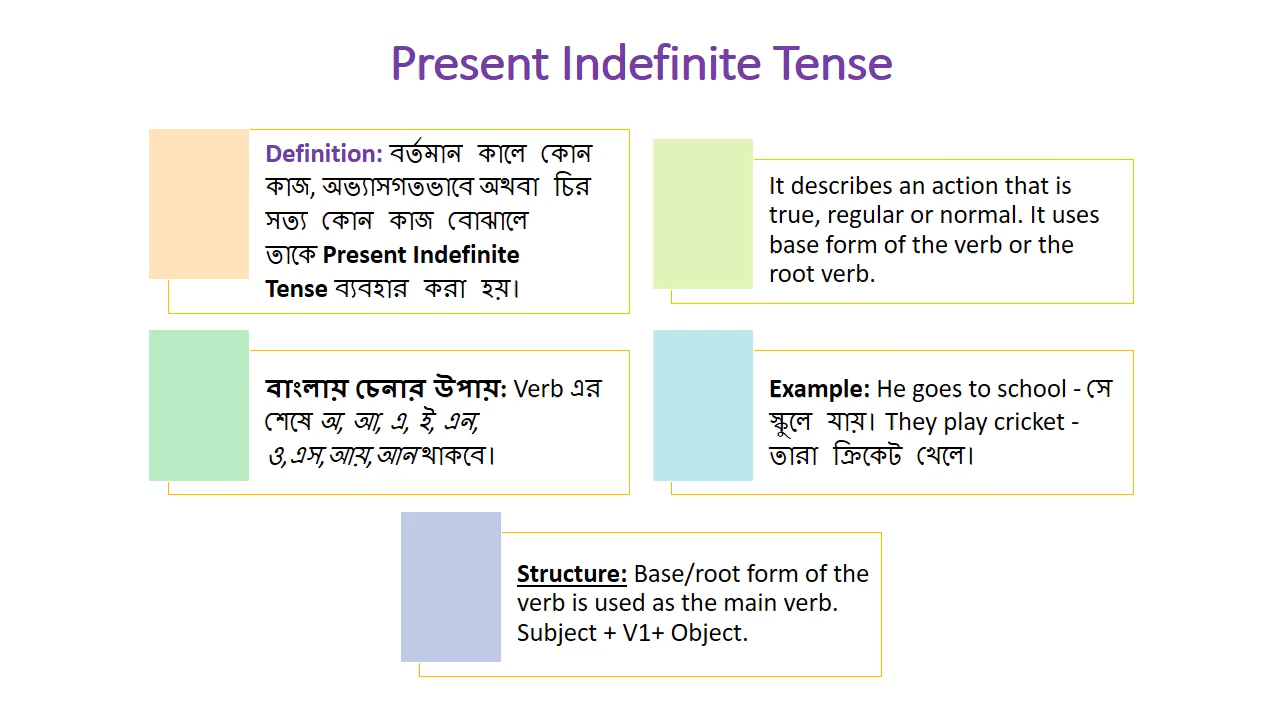 Present Indefinite Tense
Definition: বর্তমান কালে কোন
কাজ, অভ্যাসগতভাবে অথবা চির
সত্য কোন কাজ বোঝালে
তাকে Present Indefinite
Tense ব্যবহার করা হয়।
It describes an action that is
true, regular or normal. It uses
base form of the verb or the
root verb.
বাংলায় চেনার উপায়: Verb এর
শেষে অ, আ, এ, ই, এন,
ও,এস,আয়,আন থাকবে।
Example: He goes to school - সে
স্কুলে যায়। They play cricket -
তারা ক্রিকেট খেলে।
Structure: Base/root form of the
verb is used as the main verb.
Subject + V1+ Object.